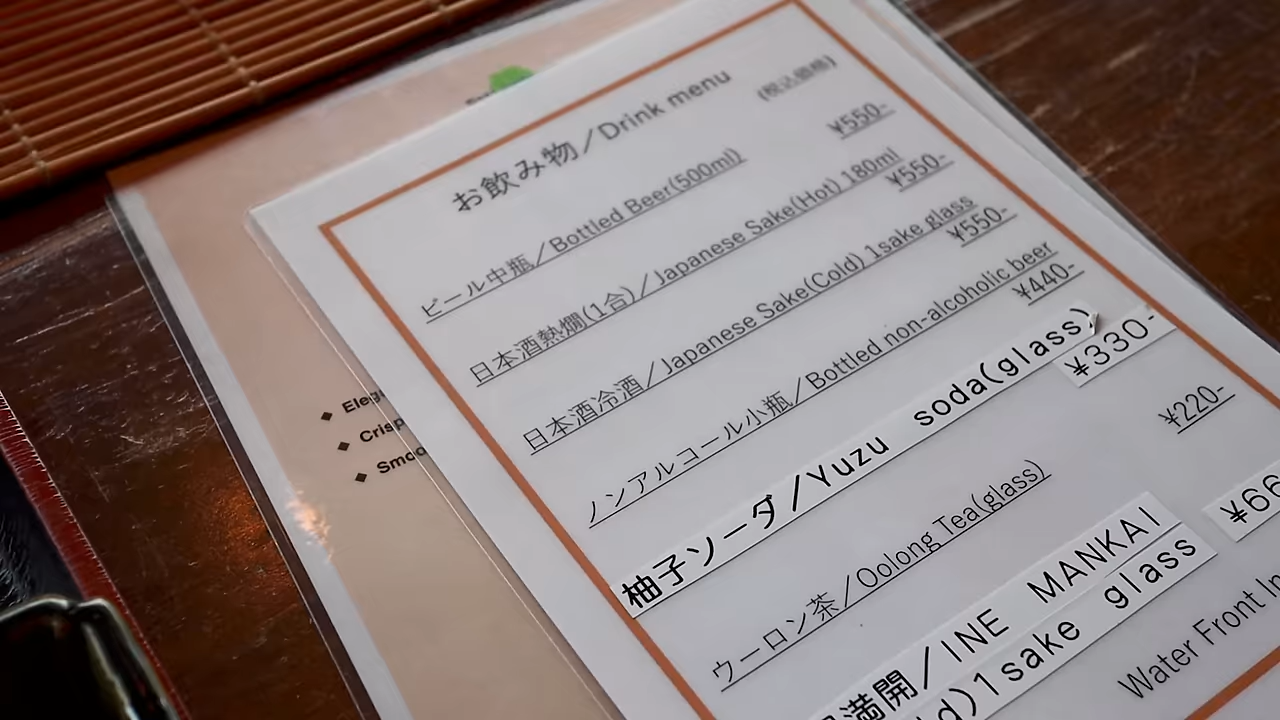 お飲み物/Drink menu
(税込価格)
ビール中瓶/Bottled Beer(500ml)
¥550-
日本酒熱燗(1合)/Japanese Sake(Hot) 180ml
¥550-
日本酒冷酒/Japanese Sake(Cold) 1sake glass
¥550-
ノンアルコール小瓶/Bottled non-alcoholic beer
¥440-
柚子ソーダ/Yuzu soda(glass)
¥330-
ウーロン茶/Oolong Tea(glass)
¥220-
満開/INE MANKAI
¥66
1sake glass
Water Front